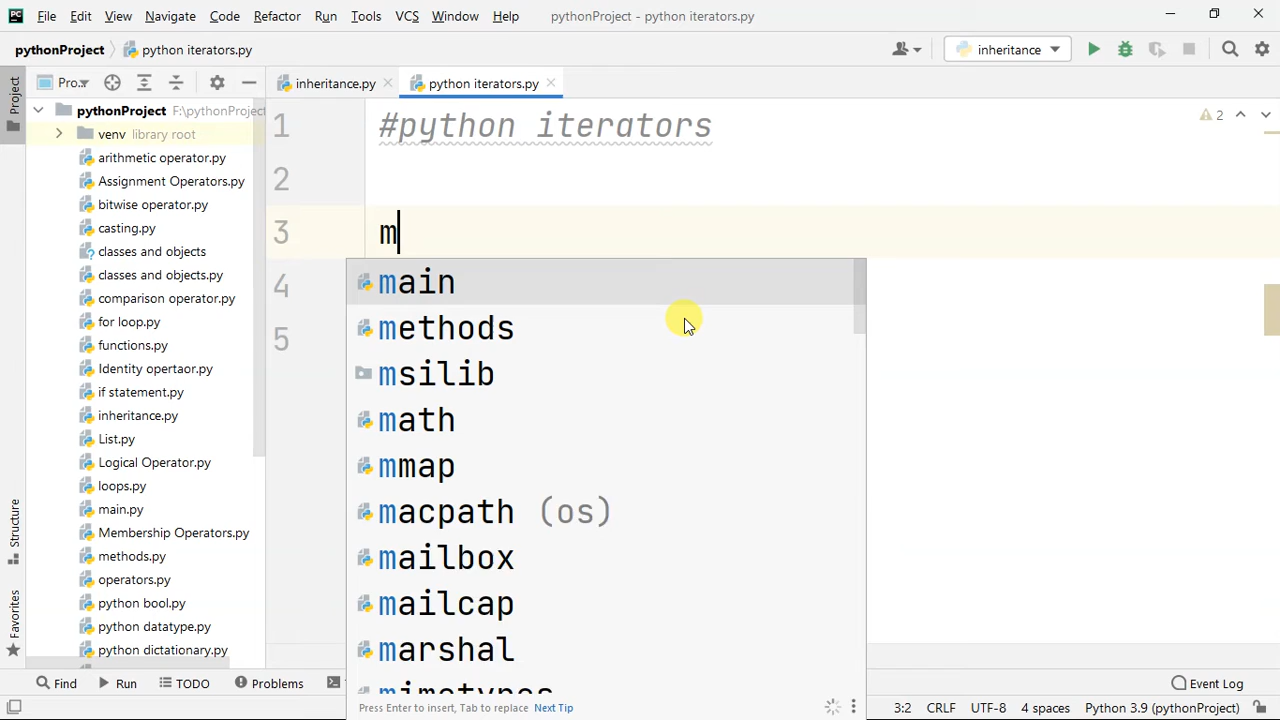 PC File Edit View Navigate Code Refactor Run Tools VCS Window Help pythonProject - python iterators.py
pythonProject python iterators.py inheritance
Project Pro... inheritance.py python iterators.py
pythonProject F:\pythonProject
venv library root
arithmetic operator.py
Assignment Operators.py
bitwise operator.py
casting.py
classes and objects
classes and objects.py
comparison operator.py
for loop.py
functions.py
Identity opertaor.py
if statement.py
inheritance.py
List.py
Logical Operator.py
loops.py
main.py
Membership Operators.py
methods.py
operators.py
python bool.py
python datatype.py
python dictationary.py
Structure
Favorites
1 #python iterators
2
2
3 m
4
5
main
methods
msilib
math
mmap
macpath (os)
mailbox
mailcap
marshal
mimetypes
Press Enter to insert, Tab to replace Next Tip
Find Run TODO Problems Event Log
3:2 CRLF UTF-8 4 spaces Python 3.9 (pythonProject)